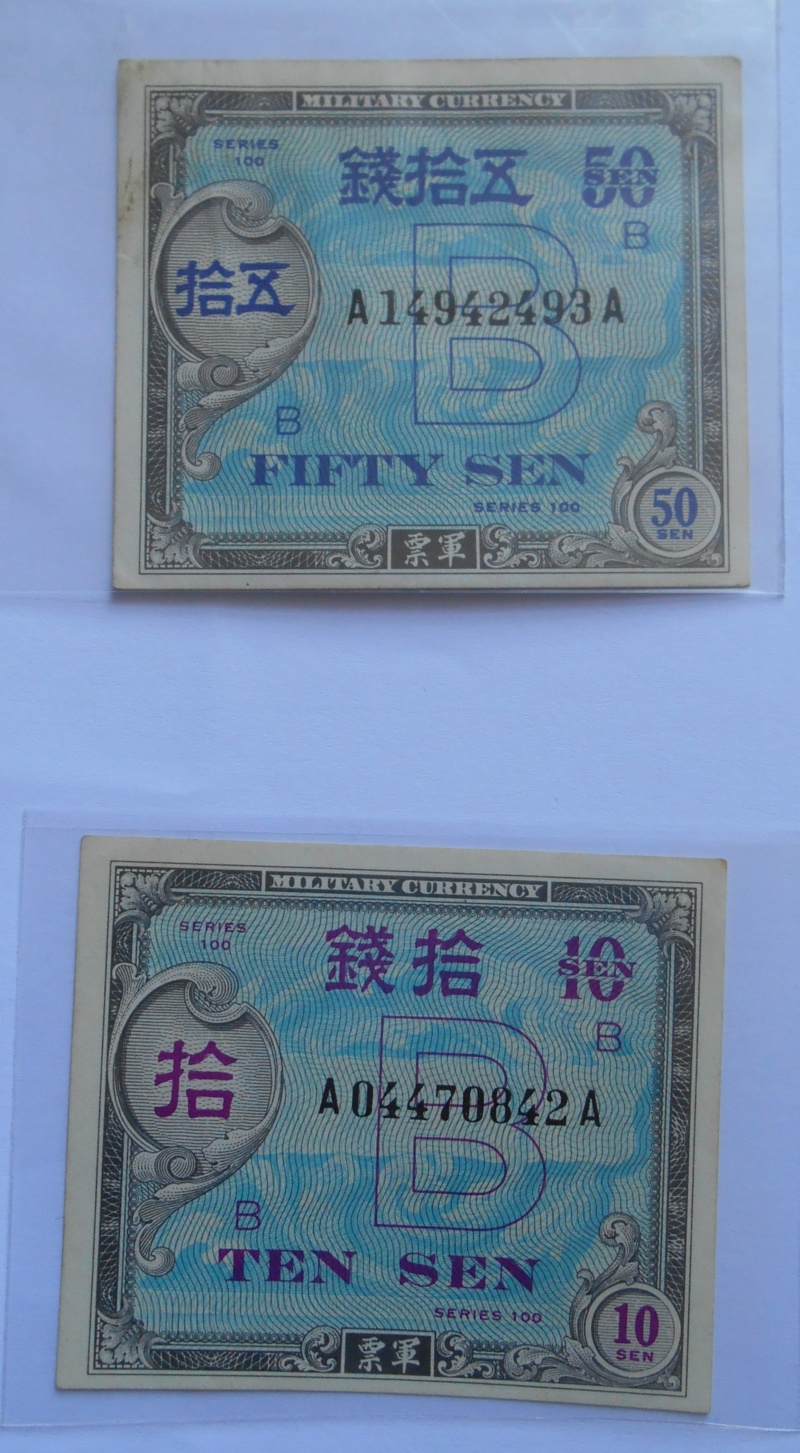 MILITARY CURRENCY
SERIES
100
錢拾五
50
SEN
B
拾五
B
A14942493A
B
FIFTY SEN
SERIES 100
50
SEN
票軍
MILITARY CURRENCY
SERIES
100
錢拾
10
SEN
B
拾
B
A04470842A
B
TEN SEN
SERIES 100
10
SEN
票軍